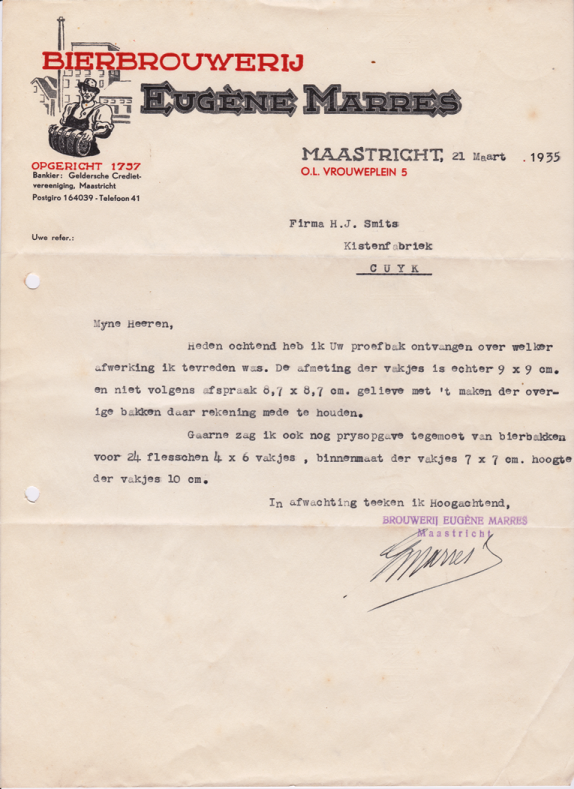 BIERBROUWERIJ
EUGÈNE MARRES
OPGERICHT 1757
Bankier: Geldersche Crediet-
vereeniging, Maastricht
Postgiro 164039 - Telefoon 41
MAASTRICHT, 21 Maart . 1935
O.L. VROUWEPLEIN 5
Firma H.J. Smits
Kistenfabriek
CUYK
Uwe refer.:
Myne Heeren,
Heden ochtend heb ik Uw proefbak ontvangen over welker
afwerking ik tevreden was. De afmeting der vakjes is echter 9 x 9 cm.
en niet volgens afspraak 8,7 x 8,7 cm. gelieve met 't maken der over-
ige bakken daar rekening mede te houden.
Gaarne zag ik ook nog prysopgave tegemoet van bierbakken
voor 24 flesschen 4 x 6 vakjes , binnenmaat der vakjes 7 x 7 cm. hoogte
der vakjes 10 cm.
In afwachting teeken ik Hoogachtend,
BROUWERIJ EUGÈNE MARRES
Maastricht
EMarres